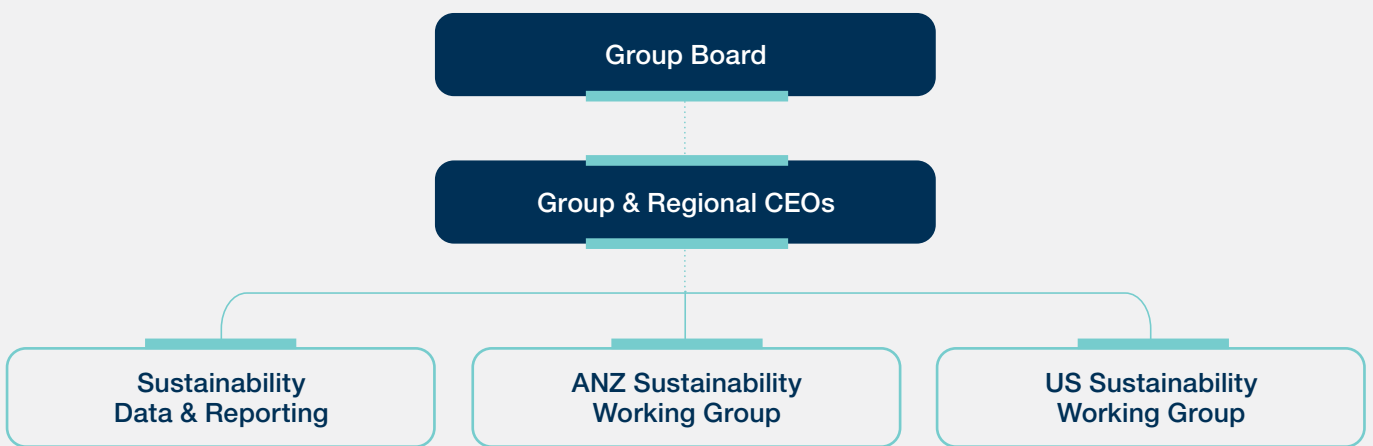 Group Board
Group & Regional CEOs
Sustainability
Data & Reporting
ANZ Sustainability
Working Group
US Sustainability
Working Group